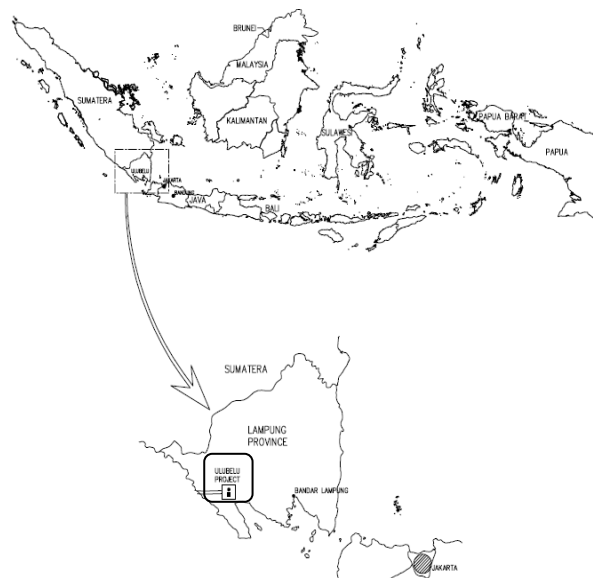 BRUNEI
MALAYSIA
SUMATERA
KALIMANTAN
SULAWESI
PAPUA BARAT
PAPUA
ULUBELU
JAKARTA
BANDUNG
JAVA
BALI
SUMATERA
LAMPUNG
PROVINCE
ULUBELU
PROJECT
BANDAR LAMPUNG
JAKARTA